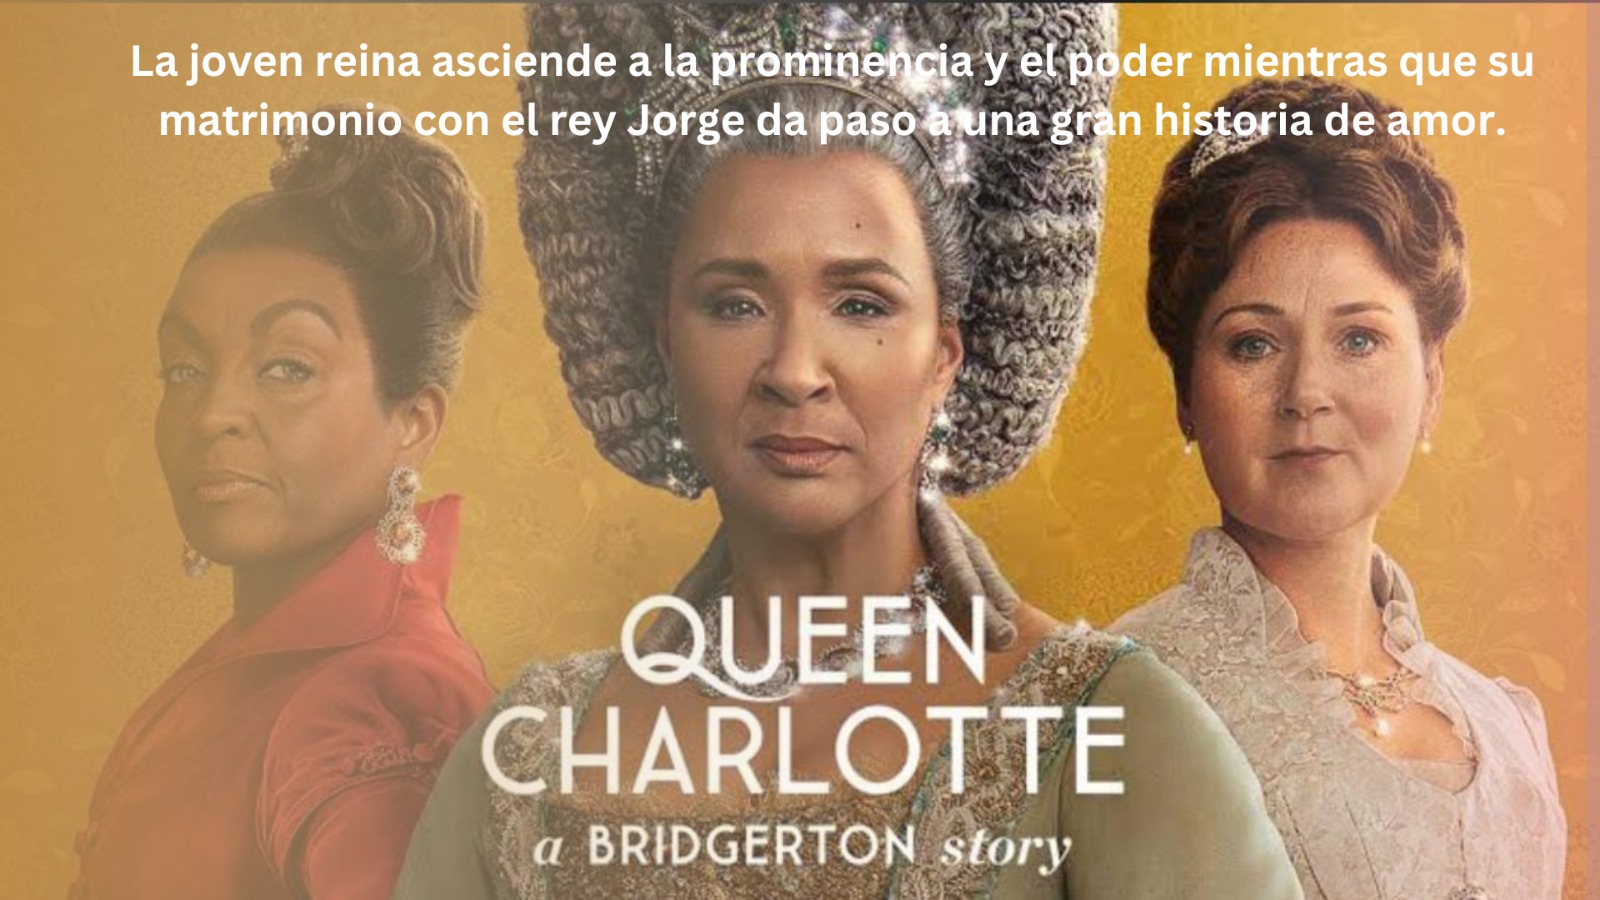 La joven reina asciende a la prominencia y el poder mientras que su
matrimonio con el rey Jorge da paso a una gran historia de amor.
QUEEN
CHARLOTTE
a BRIDGERTON story